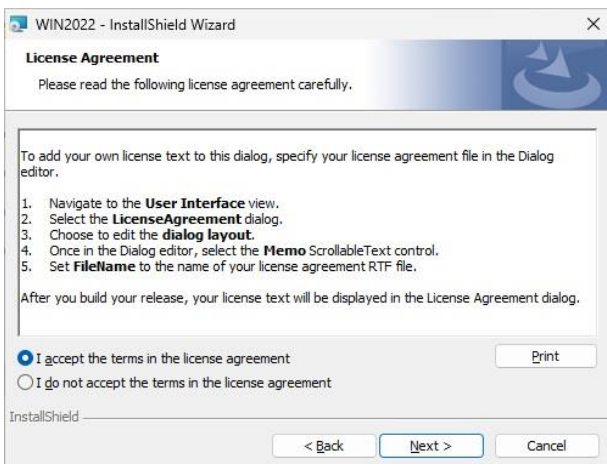 WIN2022 - InstallShield Wizard
License Agreement
Please read the following license agreement carefully.
To add your own license text to this dialog, specify your license agreement file in the Dialog
editor.
1. Navigate to the User Interface view.
2. Select the LicenseAgreement dialog.
3. Choose to edit the dialog layout.
4. Once in the Dialog editor, select the Memo ScrollableText control.
5. Set FileName to the name of your license agreement RTF file.
After you build your release, your license text will be displayed in the License Agreement dialog.
I accept the terms in the license agreement
Print
I do not accept the terms in the license agreement
InstallShield
< Back
Next >
Cancel